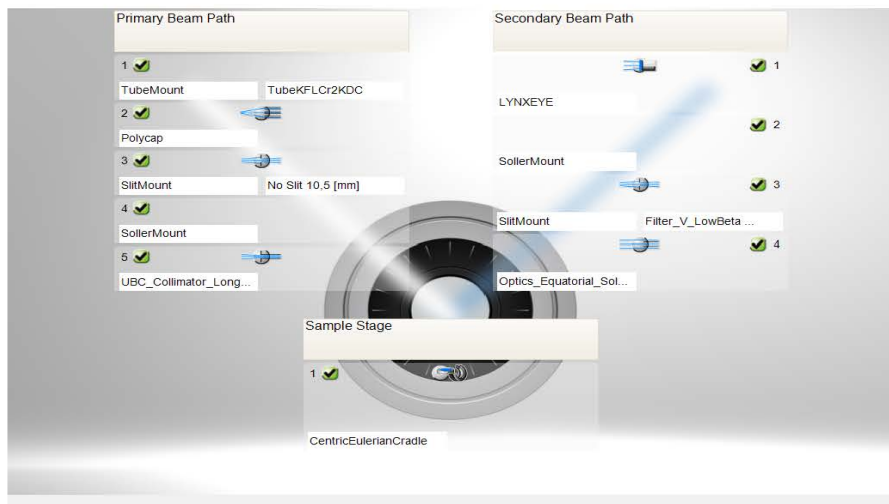 Primary Beam Path
1
TubeMount TubeKFLCr2KDC
2
Polycap
3
SlitMount No Slit 10,5 [mm]
4
SollerMount
5
UBC_Collimator_Long...
Secondary Beam Path
1
LYNXEYE
2
SollerMount
3
SlitMount Filter_V_LowBeta ...
4
Optics_Equatorial_Sol...
Sample Stage
1
CentricEulerianCradle